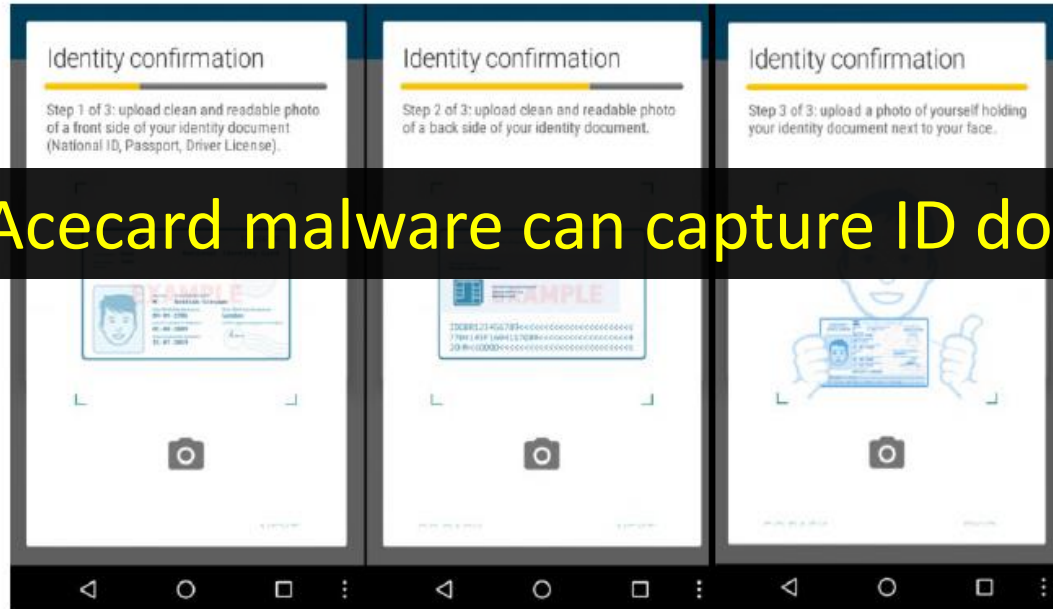 Identity confirmation
Step 1 of 3: upload clean and readable photo
of a front side of your identity document
(National ID, Passport, Driver License).
Identity confirmation
Step 2 of 3: upload clean and readable photo
of a back side of your identity document.
Identity confirmation
Step 3 of 3: upload a photo of yourself holding
your identity document next to your face.
Acecard malware can capture ID do
EXAMPLE
EXAMPLE